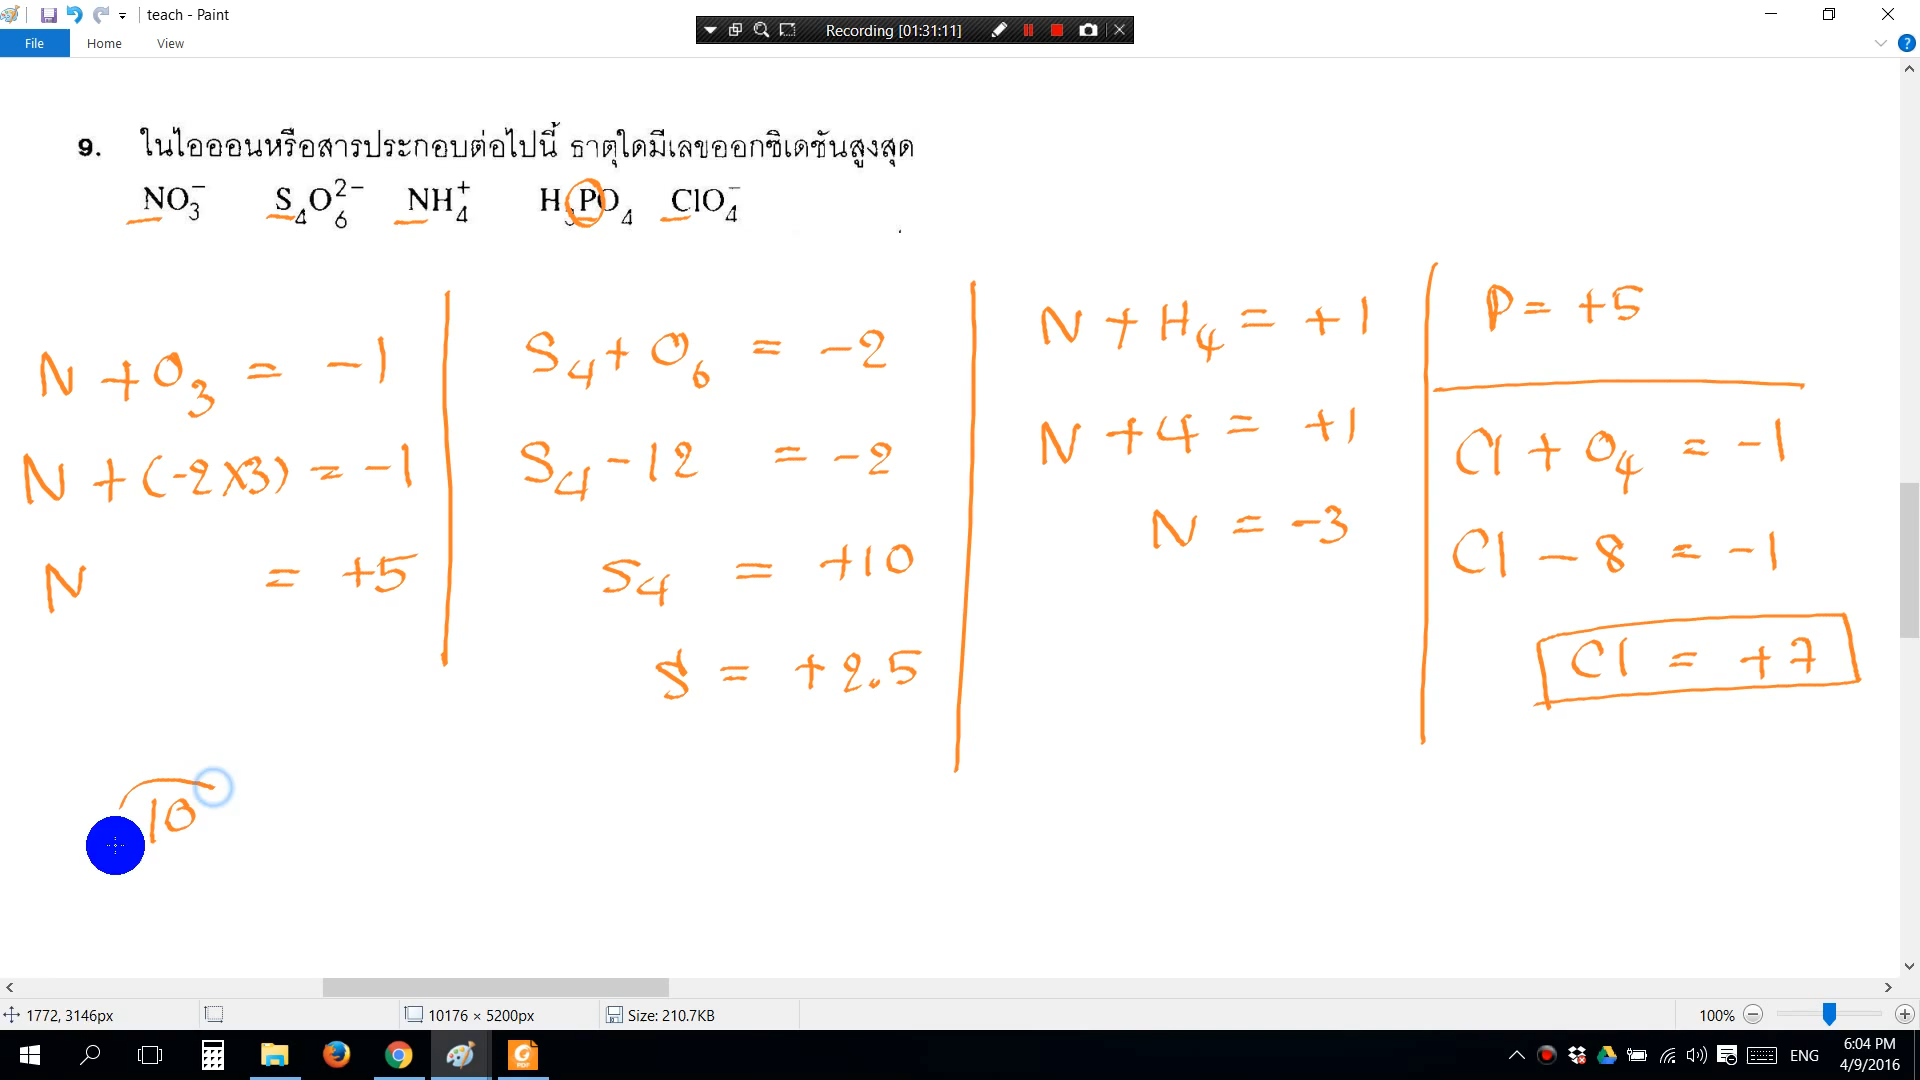 teach - Paint
Recording [01:31:11]
File Home View
9. ในไอออนหรือสารประกอบต่อไปนี้ ธาตุใดมีเลขออกซิเดชันสูงสุด
NO₃⁻ S₄O₆²⁻ NH₄⁺ H₃PO₄ ClO₄⁻
N + O₃ = -1
N + (-2×3) = -1
N = +5
S₄ + O₆ = -2
S₄ - 12 = -2
S₄ = +10
S = +2.5
N + H₄ = +1
N + 4 = +1
N = -3
P = +5
Cl + O₄ = -1
Cl - 8 = -1
Cl = +7
10
1772, 3146px 10176 × 5200px Size: 210.7KB 100%
ENG 6:04 PM
4/9/2016